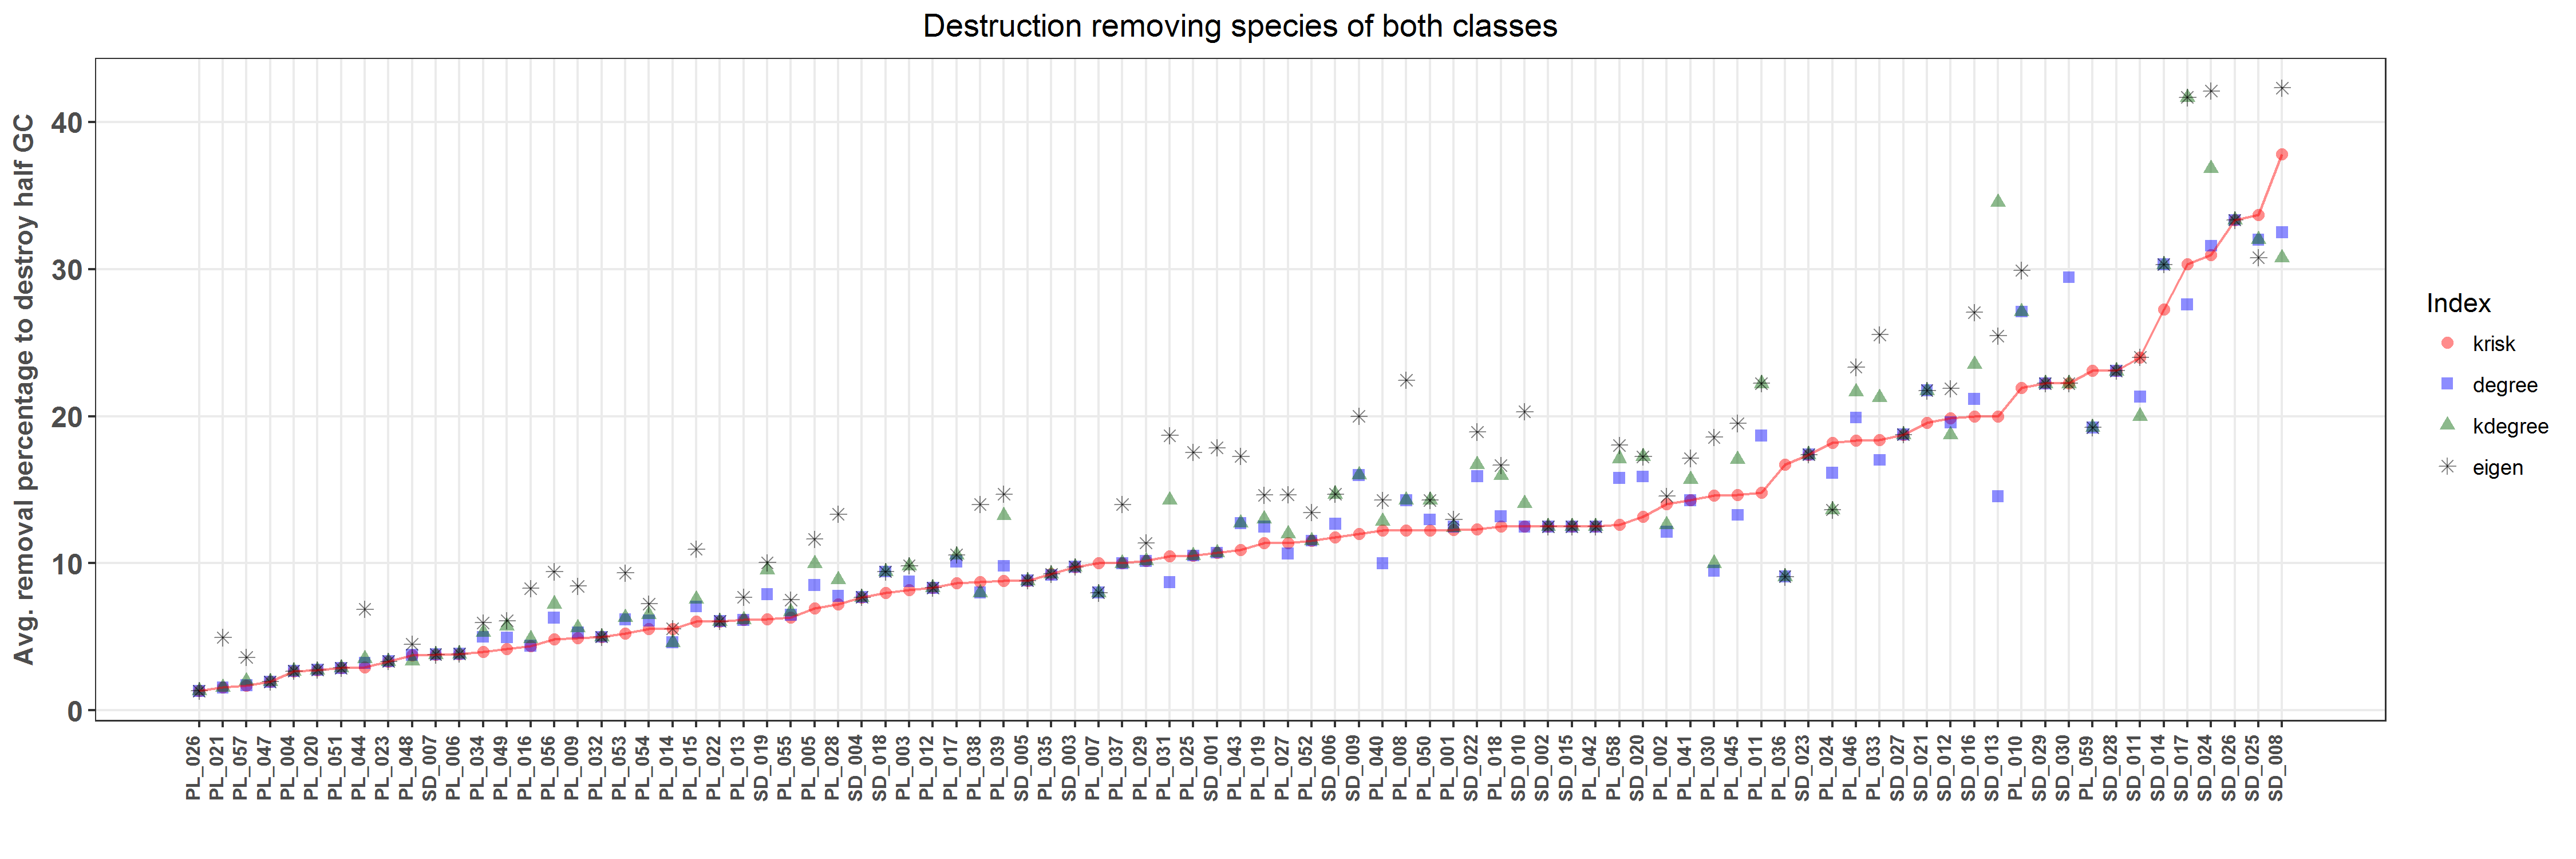 Destruction removing species of both classes
Avg. removal percentage to destroy half GC
40
30
20
10
0
PL_026
PL_021
PL_057
PL_047
PL_004
PL_020
PL_051
PL_044
PL_023
PL_048
SD_007
PL_006
PL_034
PL_049
PL_016
PL_056
PL_009
PL_032
PL_053
PL_054
PL_014
PL_015
PL_022
PL_013
SD_019
PL_055
PL_005
PL_028
SD_004
SD_018
PL_003
PL_012
PL_017
PL_038
PL_039
SD_005
PL_035
SD_003
PL_007
PL_037
PL_029
PL_031
PL_025
SD_001
PL_043
PL_019
PL_027
PL_052
SD_006
SD_009
PL_040
PL_008
PL_050
PL_001
SD_022
PL_018
SD_010
SD_002
SD_015
PL_042
PL_058
SD_020
PL_002
PL_041
PL_030
PL_045
PL_011
PL_036
SD_023
PL_024
PL_046
PL_033
SD_027
SD_021
SD_012
SD_016
SD_013
PL_010
SD_029
SD_030
PL_059
SD_028
SD_011
SD_014
SD_017
SD_024
SD_026
SD_025
SD_008
Index
krisk
degree
kdegree
eigen